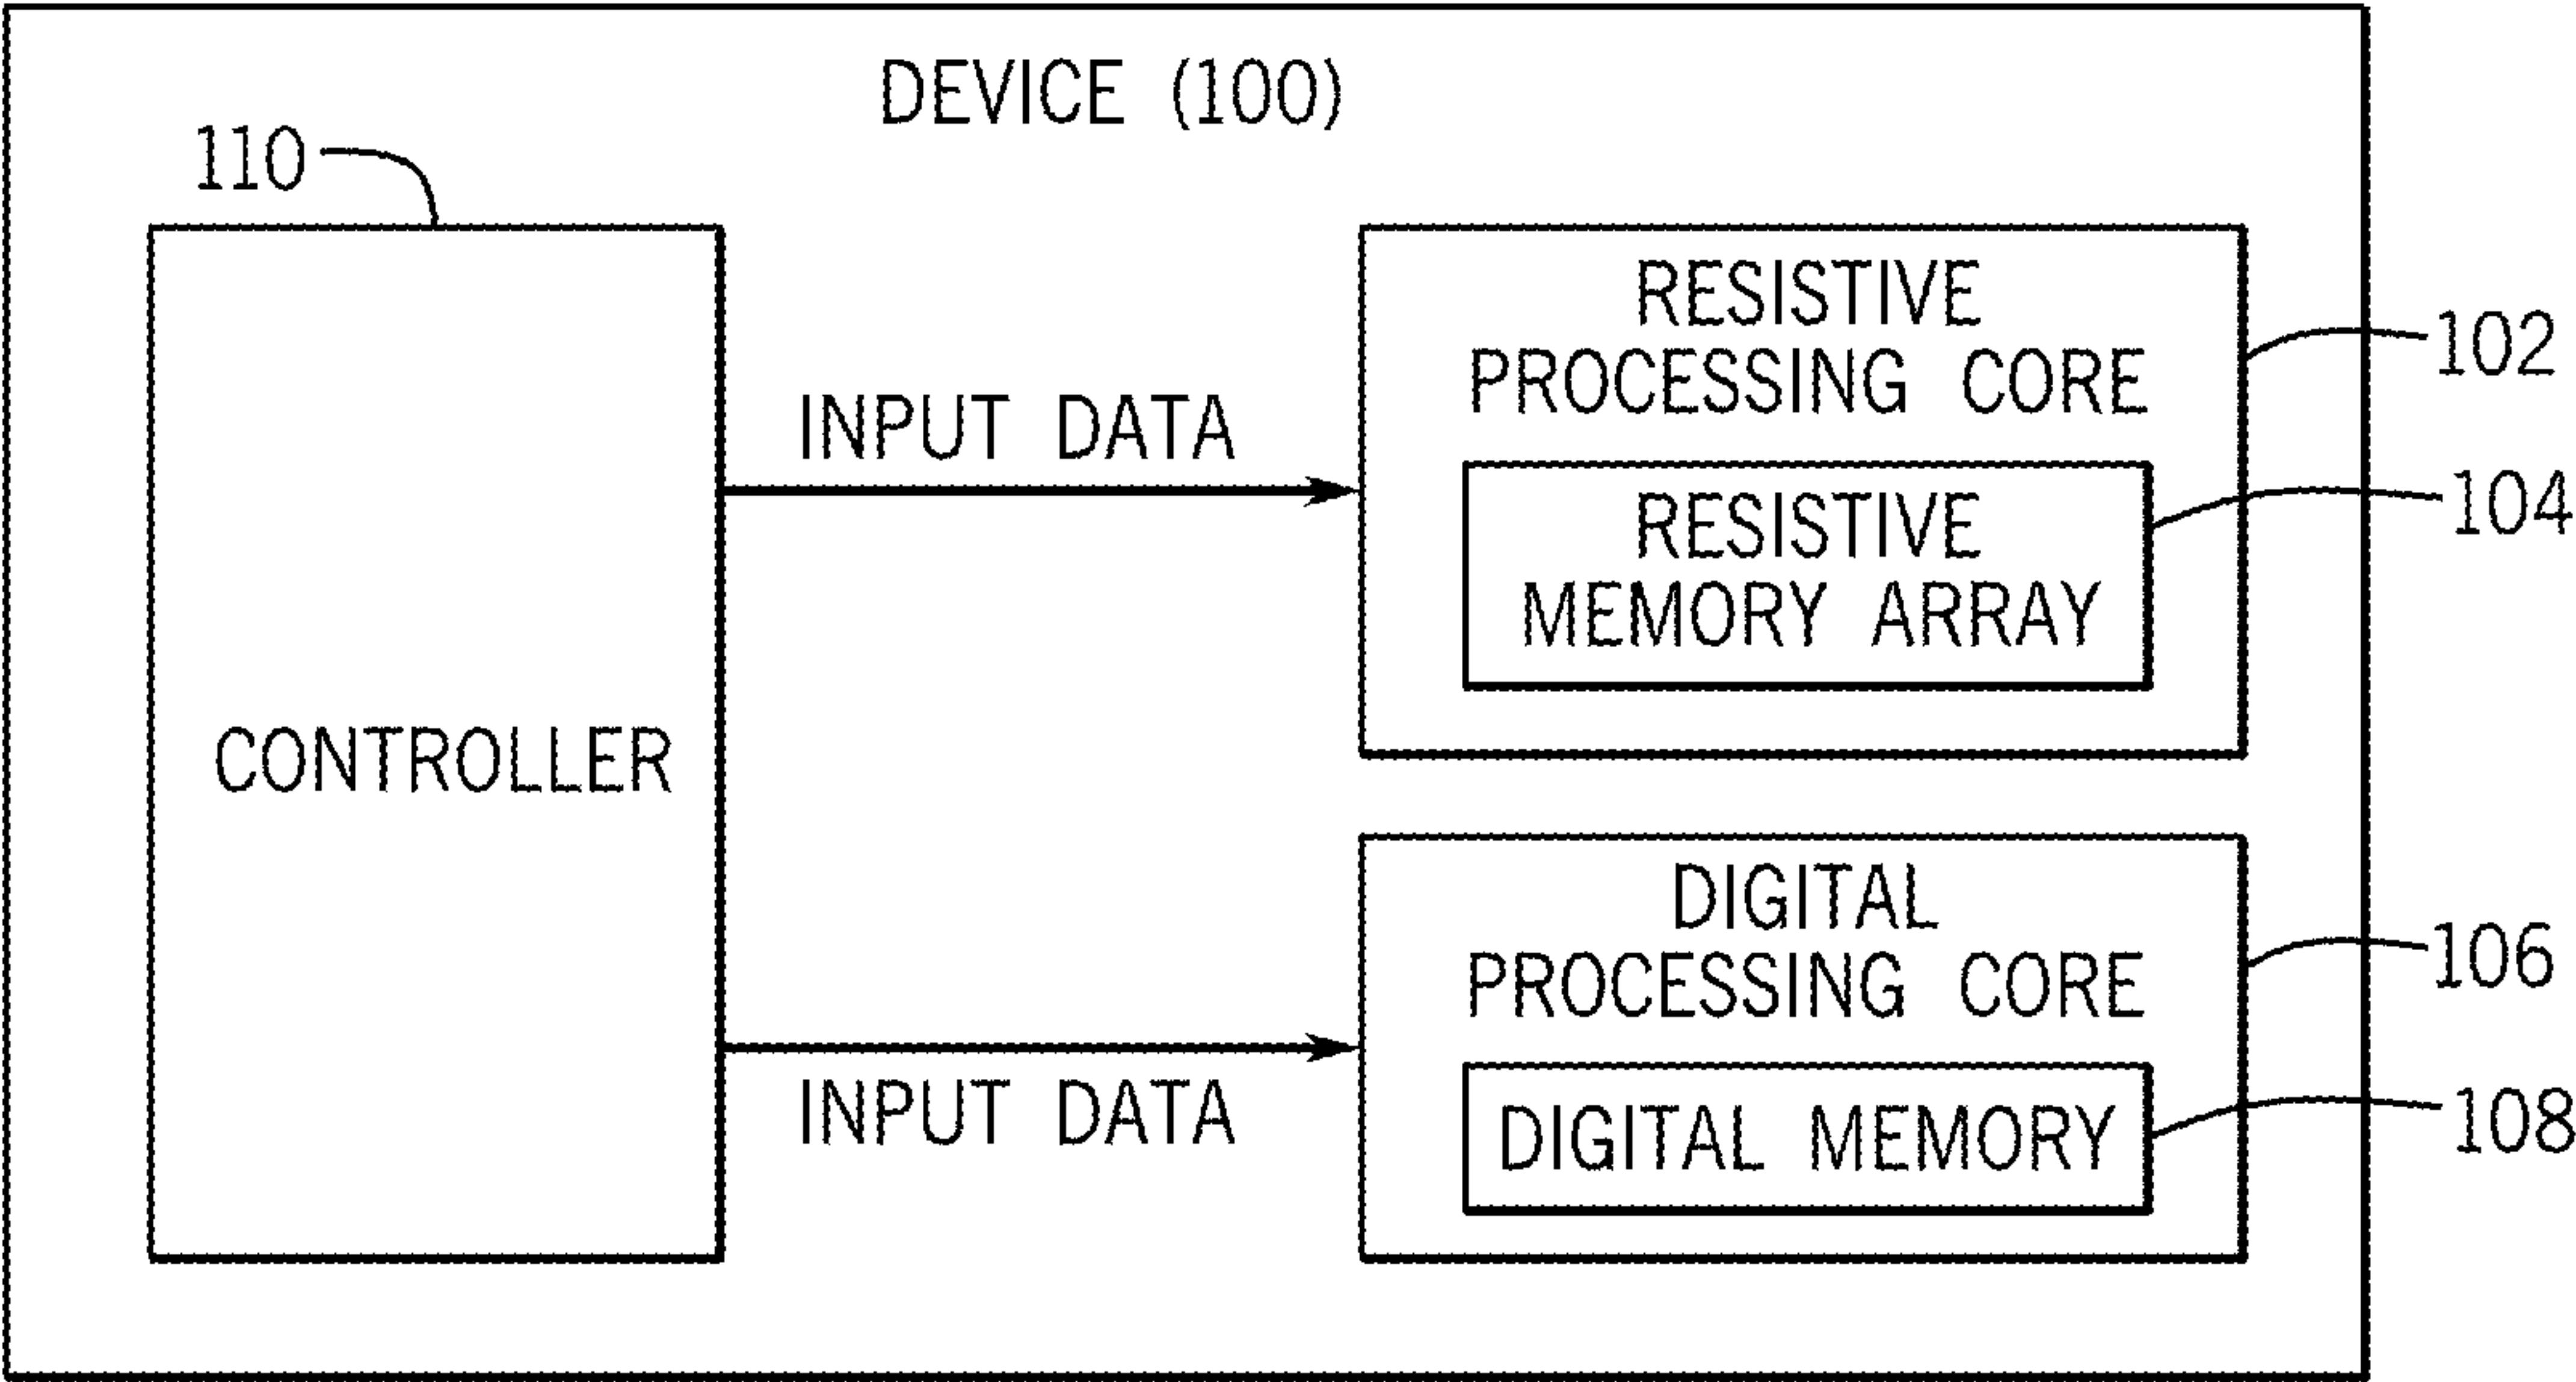 DEVICE (100)
110
CONTROLLER
INPUT DATA
RESISTIVE
PROCESSING CORE
102
RESISTIVE
MEMORY ARRAY
104
INPUT DATA
DIGITAL
PROCESSING CORE
106
DIGITAL MEMORY
108